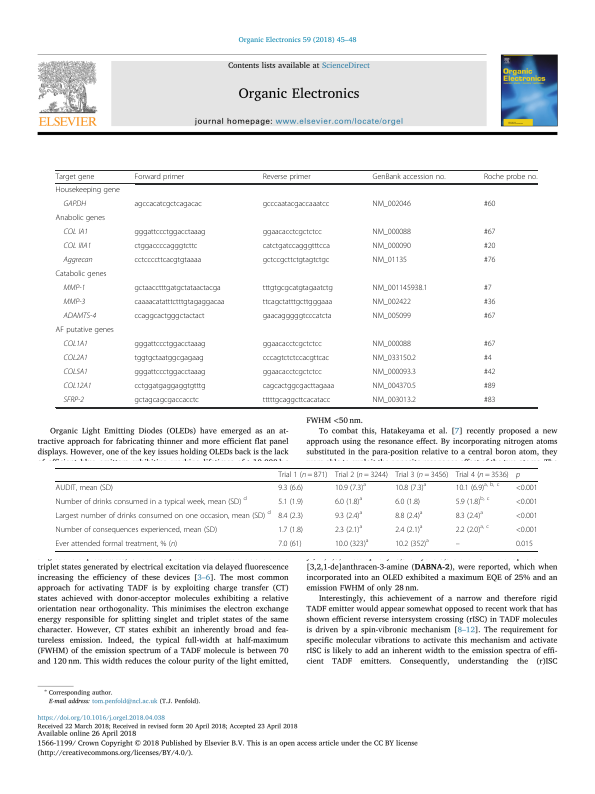 Organic Electronics 59 (2018) 45–48
Contents lists available at ScienceDirect
Organic Electronics
journal homepage: www.elsevier.com/locate/orgel
ELSEVIER
Organic Electronics
Target gene Forward primer Reverse primer GenBank accession no. Roche probe no.
Housekeeping gene
GAPDH agccacatcgctcagacac gcccaatacgaccaaatcc NM_002046 #60
Anabolic genes
COL IA1 gggattccctggacctaaag ggaacacctcgctctcc NM_000088 #67
COL IIIA1 ctggaccccagggtcttc catctgatccagggtttcca NM_000090 #20
Aggrecan cctccccttcacgtgtaaaa gctccgcttctgtagtctgc NM_01135 #76
Catabolic genes
MMP-1 gctaacctttgatgctataactacga tttgtgcgcatgtagaatctg NM_001145938.1 #7
MMP-3 caaaacatatttctttgtagaggacaa ttcagctatttgcttgggaaa NM_002422 #36
ADAMTS-4 ccaggcactgggctactact gaacagggggtcccatcta NM_005099 #67
AF putative genes
COL1A1 gggattccctggacctaaag ggaacacctcgctctcc NM_000088 #67
COL2A1 tggtgctaatggcgagaag cccagtctctccacgttcac NM_033150.2 #4
COL5A1 gggattccctggacctaaag ggaacacctcgctctcc NM_000093.3 #42
COL12A1 cctggatgaggaggtgtttg cagcactggcgacttagaaa NM_004370.5 #89
SFRP-2 gctagcagcgaccacctc tttttgcaggcttcacatacc NM_003013.2 #83
Organic Light Emitting Diodes (OLEDs) have emerged as an at-
tractive approach for fabricating thinner and more efficient flat panel
displays. However, one of the key issues holding OLEDs back is the lack
FWHM <50 nm.
To combat this, Hatakeyama et al. [7] recently proposed a new
approach using the resonance effect. By incorporating nitrogen atoms
substituted in the para-position relative to a central boron atom, they
Trial 1 (n=871) Trial 2 (n=3244) Trial 3 (n=3456) Trial 4 (n=3536) p
AUDIT, mean (SD) 9.3 (6.6) 10.9 (7.3)a 10.8 (7.3)a 10.1 (6.9)a, b, c <0.001
Number of drinks consumed in a typical week, mean (SD) d 5.1 (1.9) 6.0 (1.8)a 6.0 (1.8) 5.9 (1.8)b, c <0.001
Largest number of drinks consumed on one occasion, mean (SD) d 8.4 (2.3) 9.3 (2.4)a 8.8 (2.4)a 8.3 (2.4)a <0.001
Number of consequences experienced, mean (SD) 1.7 (1.8) 2.3 (2.1)a 2.4 (2.1)a 2.2 (2.0)a, c <0.001
Ever attended formal treatment, % (n) 7.0 (61) 10.0 (323)a 10.2 (352)a – 0.015
triplet states generated by electrical excitation via delayed fluorescence
increasing the efficiency of these devices [3–6]. The most common
approach for activating TADF is by exploiting charge transfer (CT)
states achieved with donor-acceptor molecules exhibiting a relative
orientation near orthogonality. This minimises the electron exchange
energy responsible for splitting singlet and triplet states of the same
character. However, CT states exhibit an inherently broad and fea-
tureless emission. Indeed, the typical full-width at half-maximum
(FWHM) of the emission spectrum of a TADF molecule is between 70
and 120 nm. This width reduces the colour purity of the light emitted,
[3,2,1-de]anthracen-3-amine (DABNA-2), were reported, which when
incorporated into an OLED exhibited a maximum EQE of 25% and an
emission FWHM of only 28 nm.
Interestingly, this achievement of a narrow and therefore rigid
TADF emitter would appear somewhat opposed to recent work that has
shown efficient reverse intersystem crossing (rISC) in TADF molecules
is driven by a spin-vibronic mechanism [8–12]. The requirement for
specific molecular vibrations to activate this mechanism and activate
rISC is likely to add an inherent width to the emission spectra of effi-
cient TADF emitters. Consequently, understanding the (r)ISC
* Corresponding author.
E-mail address: tom.penfold@ncl.ac.uk (T.J. Penfold).
https://doi.org/10.1016/j.orgel.2018.04.038
Received 22 March 2018; Received in revised form 20 April 2018; Accepted 23 April 2018
Available online 26 April 2018
1566-1199/ Crown Copyright © 2018 Published by Elsevier B.V. This is an open access article under the CC BY license
(http://creativecommons.org/licenses/BY/4.0/).